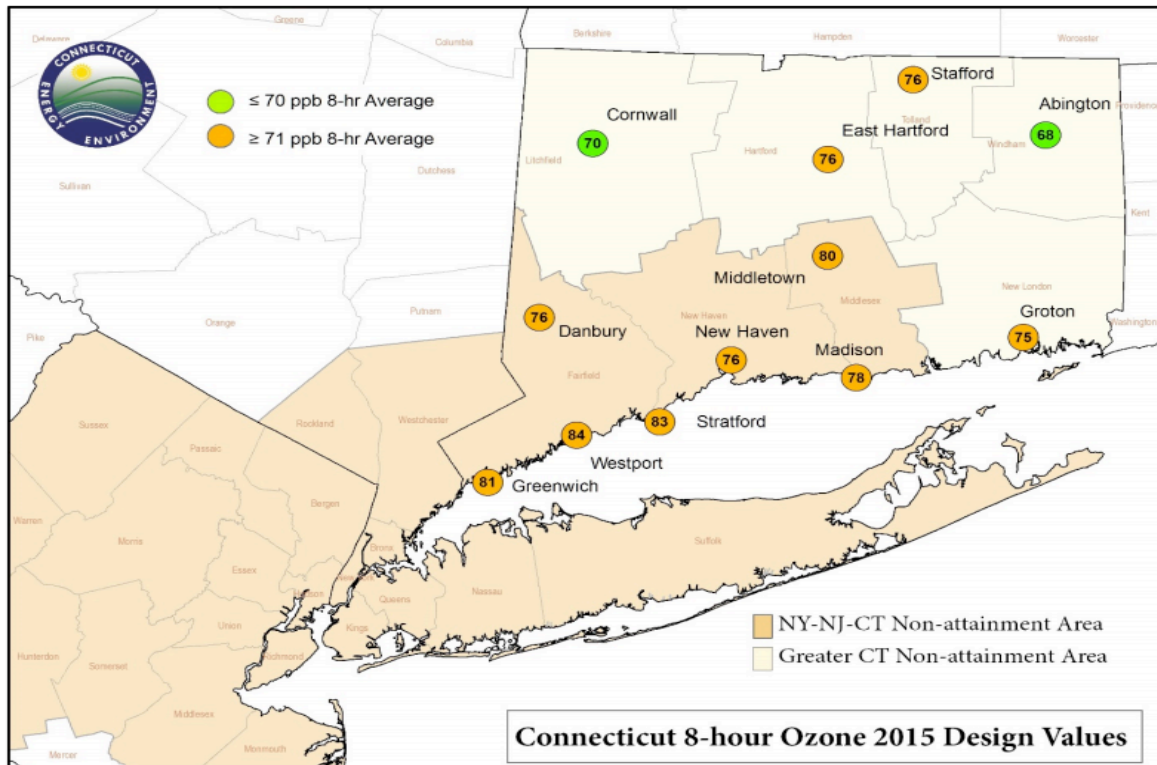 Greene
Delaware
Columbia
Berkshire
Hampden
Worcester
CONNECTICUT
ENERGY ENVIRONMENT
≤ 70 ppb 8-hr Average
≥ 71 ppb 8-hr Average
76
Stafford
Tolland
Abington
Providence
Cornwall
70
Litchfield
East Hartford
Hartford
76
68
Windham
Sullivan
Dutchess
Kent
80
Middletown
Middlesex
New London
Groton
75
Washington
Pike
Orange
Putnam
76
Danbury
New Haven
New Haven
76
Madison
78
Fairfield
Sussex
Passaic
Rockland
Westchester
84
83
Stratford
Westport
81
Greenwich
Bergen
Warren
Morris
Essex
Bronx
New York
Hudson
Queens
Nassau
Suffolk
Union
Kings
Richmond
Hunterdon
Somerset
Middlesex
Mercer
Monmouth
NY-NJ-CT Non-attainment Area
Greater CT Non-attainment Area
Connecticut 8-hour Ozone 2015 Design Values